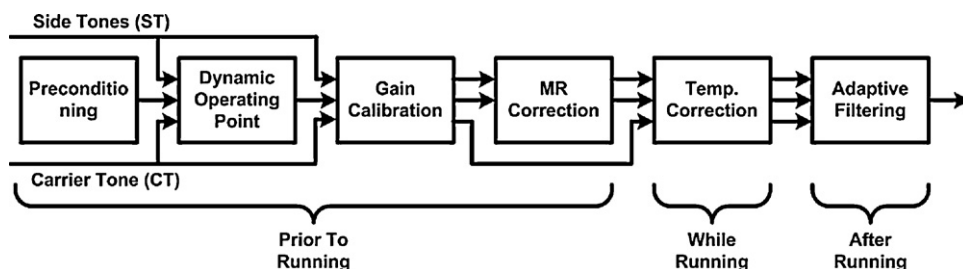 Side Tones (ST)
Preconditio
ning
Dynamic
Operating
Point
Gain
Calibration
MR
Correction
Temp.
Correction
Adaptive
Filtering
Carrier Tone (CT)
Prior To
Running
While
Running
After
Running